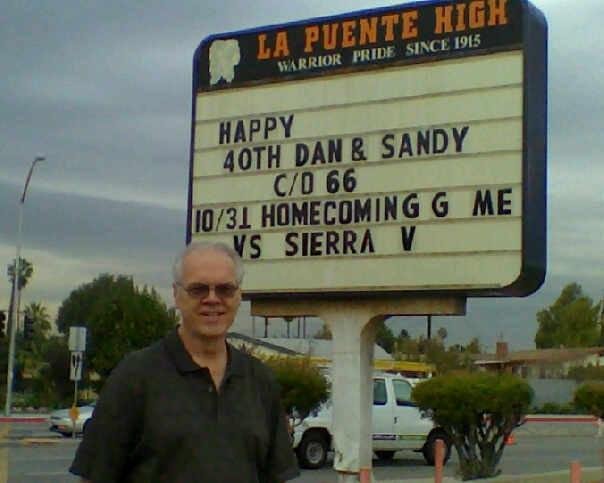 LA PUENTE HIGH
WARRIOR PRIDE SINCE 1915
HAPPY
40TH DAN & SANDY
C/O 66
10/31 HOMECOMING G ME
VS SIERRA V